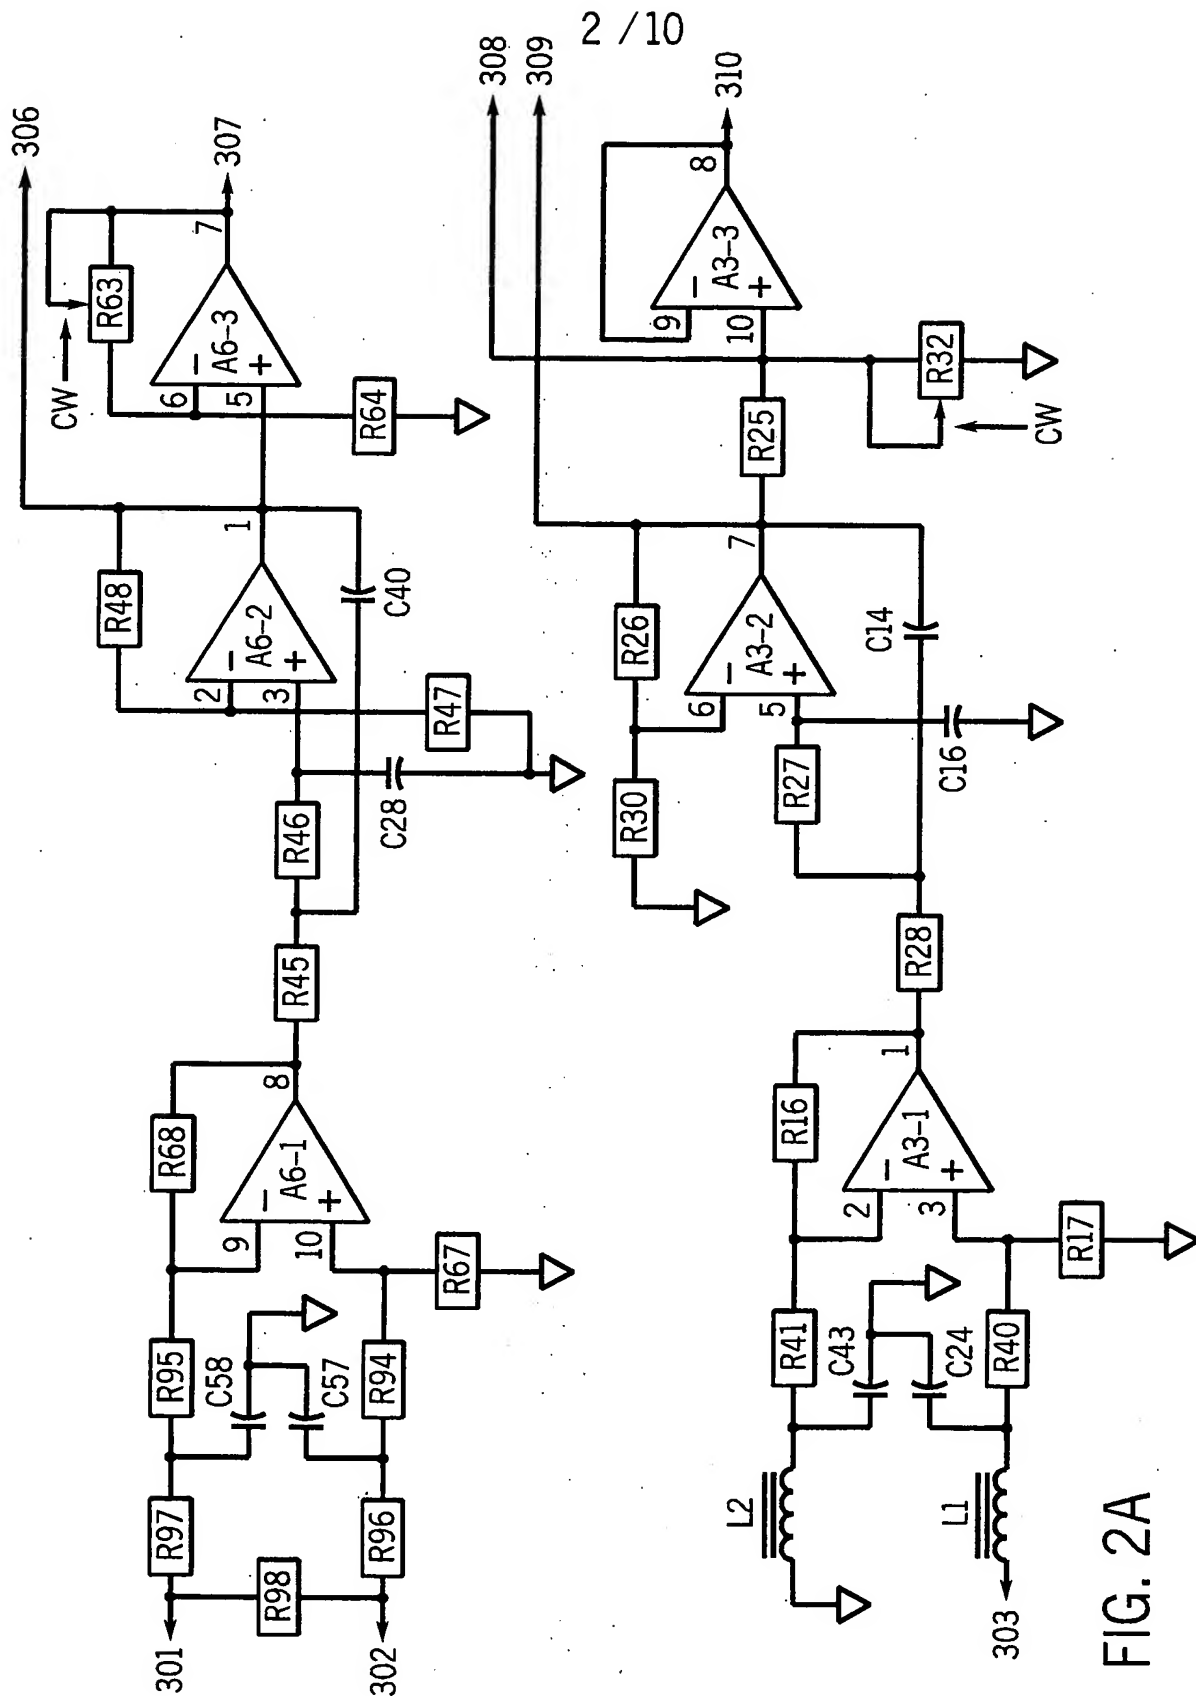 2 / 10
306
CW
R63
307
7
6
5
A6-3
R64
R48
1
2
3
A6-2
C40
R47
C28
R46
R45
R68
8
9
10
A6-1
R67
R95
C58
C57
R94
R97
R98
R96
301
302
308
309
310
8
9
10
A3-3
R25
R32
CW
R26
7
6
5
A3-2
C14
R30
R27
C16
R28
R16
1
2
3
A3-1
R17
R41
C43
C24
R40
L2
L1
303
FIG. 2A